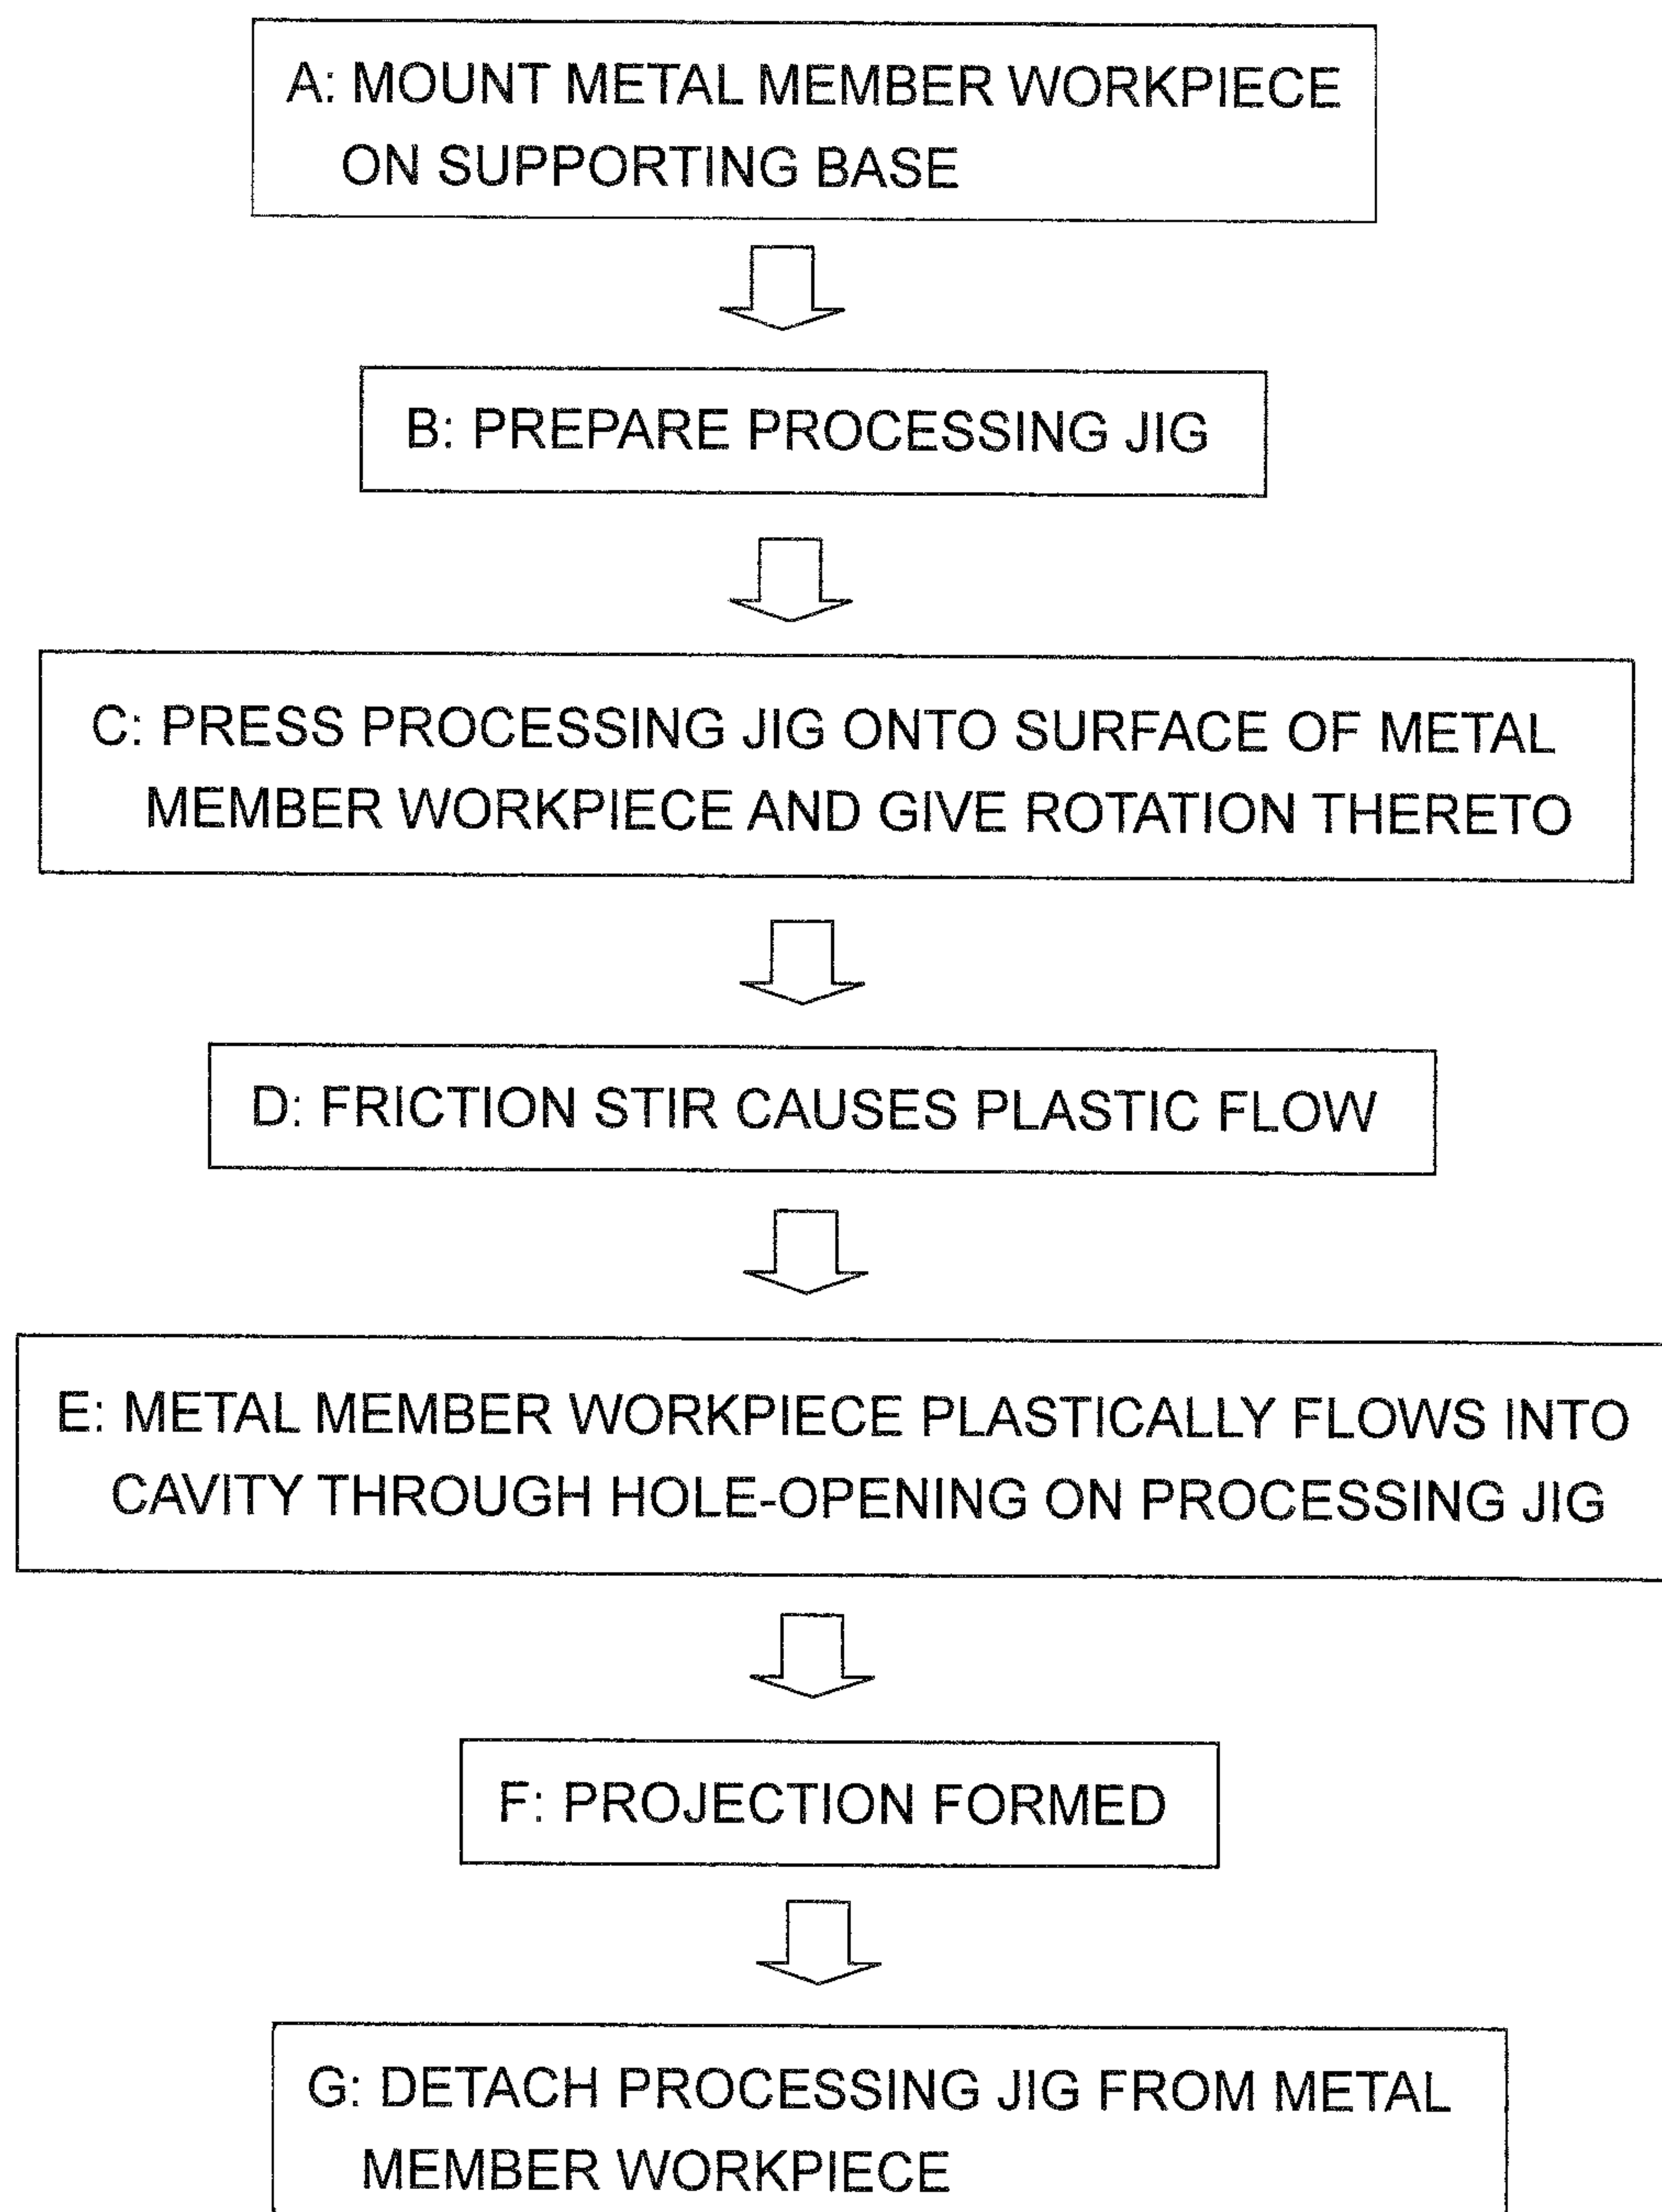 A: MOUNT METAL MEMBER WORKPIECE
ON SUPPORTING BASE
B: PREPARE PROCESSING JIG
C: PRESS PROCESSING JIG ONTO SURFACE OF METAL
MEMBER WORKPIECE AND GIVE ROTATION THERETO
D: FRICTION STIR CAUSES PLASTIC FLOW
E: METAL MEMBER WORKPIECE PLASTICALLY FLOWS INTO
CAVITY THROUGH HOLE-OPENING ON PROCESSING JIG
F: PROJECTION FORMED
G: DETACH PROCESSING JIG FROM METAL
MEMBER WORKPIECE